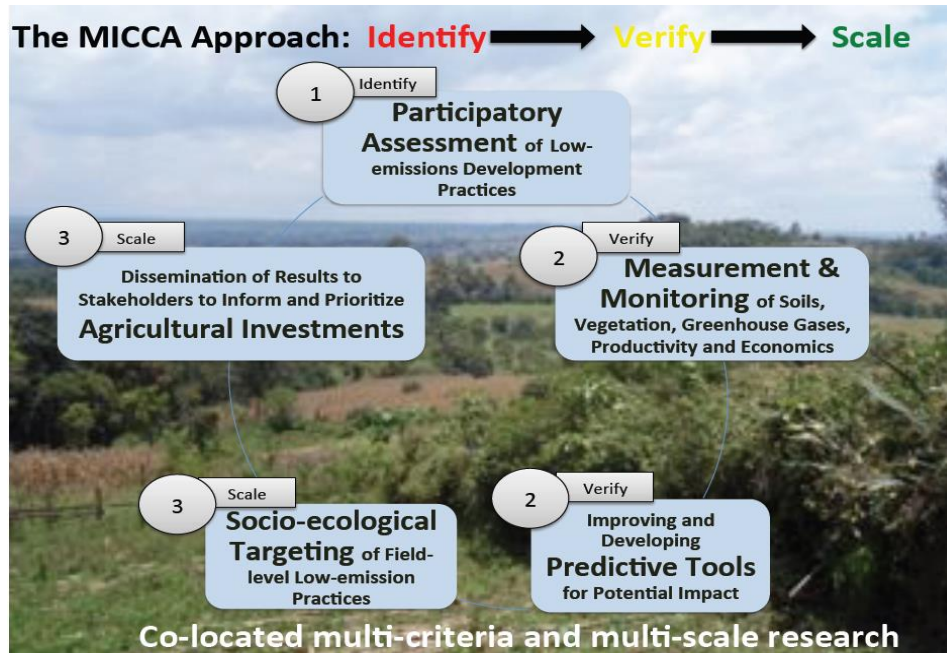 The MICCA Approach: Identify Verify Scale
1
Identify
Participatory
Assessment of Low-
emissions Development
Practices
3
Scale
Dissemination of Results to
Stakeholders to Inform and Prioritize
Agricultural Investments
2
Verify
Measurement &
Monitoring of Soils,
Vegetation, Greenhouse Gases,
Productivity and Economics
3
Scale
Socio-ecological
Targeting of Field-
level Low-emission
Practices
2
Verify
Improving and
Developing
Predictive Tools
for Potential Impact
Co-located multi-criteria and multi-scale research